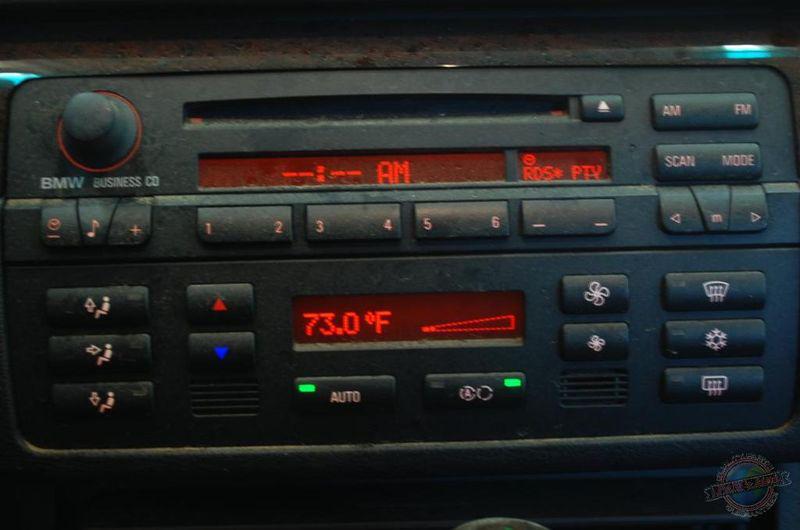 AM FM
--:-- AM
RDS* PTY
SCAN MODE
BMW BUSINESS CD
- +
1 2
3 4
5 6
- -
m
73.0 °F
AUTO
A